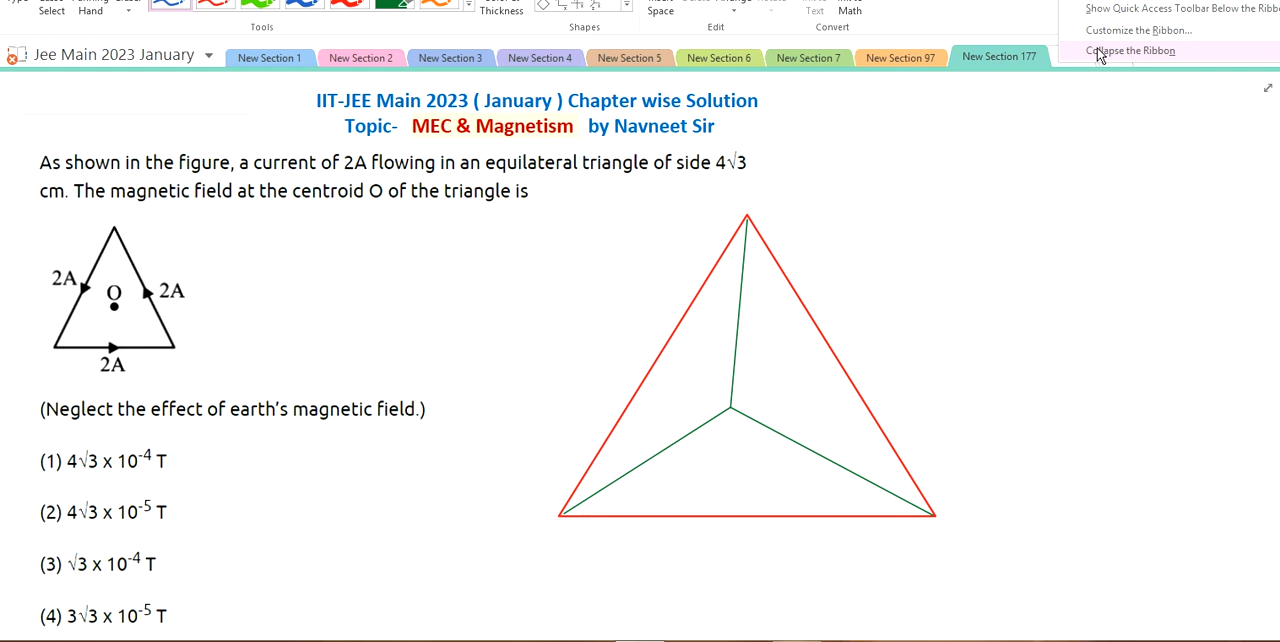 Select Hand Thickness Space Text Math
Tools Shapes Edit Convert
Show Quick Access Toolbar Below the Ribb
Customize the Ribbon...
Collapse the Ribbon
Jee Main 2023 January New Section 1 New Section 2 New Section 3 New Section 4 New Section 5 New Section 6 New Section 7 New Section 97 New Section 177
IIT-JEE Main 2023 ( January ) Chapter wise Solution
Topic- MEC & Magnetism by Navneet Sir
As shown in the figure, a current of 2A flowing in an equilateral triangle of side 4√3
cm. The magnetic field at the centroid O of the triangle is
2A O 2A
2A
(Neglect the effect of earth's magnetic field.)
(1) 4√3 x 10⁻⁴ T
(2) 4√3 x 10⁻⁵ T
(3) √3 x 10⁻⁴ T
(4) 3√3 x 10⁻⁵ T